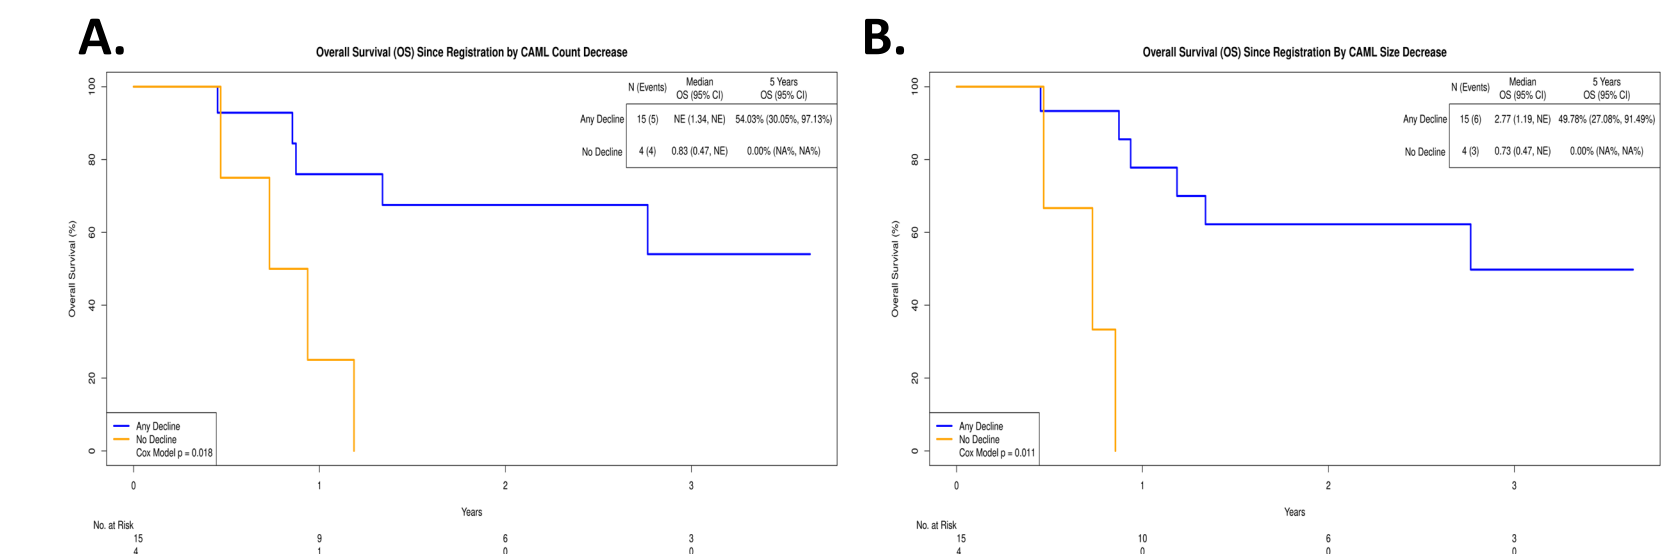 A.
Overall Survival (OS) Since Registration by CAML Count Decrease
N (Events) Median 5 Years
OS (95% CI) OS (95% CI)
Any Decline 15 (5) NE (1.34, NE) 54.03% (30.05%, 97.13%)
No Decline 4 (4) 0.83 (0.47, NE) 0.00% (NA%, NA%)
Overall Survival (%)
100
80
60
40
20
0
Any Decline
No Decline
Cox Model p = 0.018
0 1 2 3
Years
No. at Risk
15 9 6 3
4 1 0 0
B.
Overall Survival (OS) Since Registration By CAML Size Decrease
N (Events) Median 5 Years
OS (95% CI) OS (95% CI)
Any Decline 15 (6) 2.77 (1.19, NE) 49.78% (27.08%, 91.49%)
No Decline 4 (3) 0.73 (0.47, NE) 0.00% (NA%, NA%)
Overall Survival (%)
100
80
60
40
20
0
Any Decline
No Decline
Cox Model p = 0.011
0 1 2 3
Years
No. at Risk
15 10 6 3
4 0 0 0